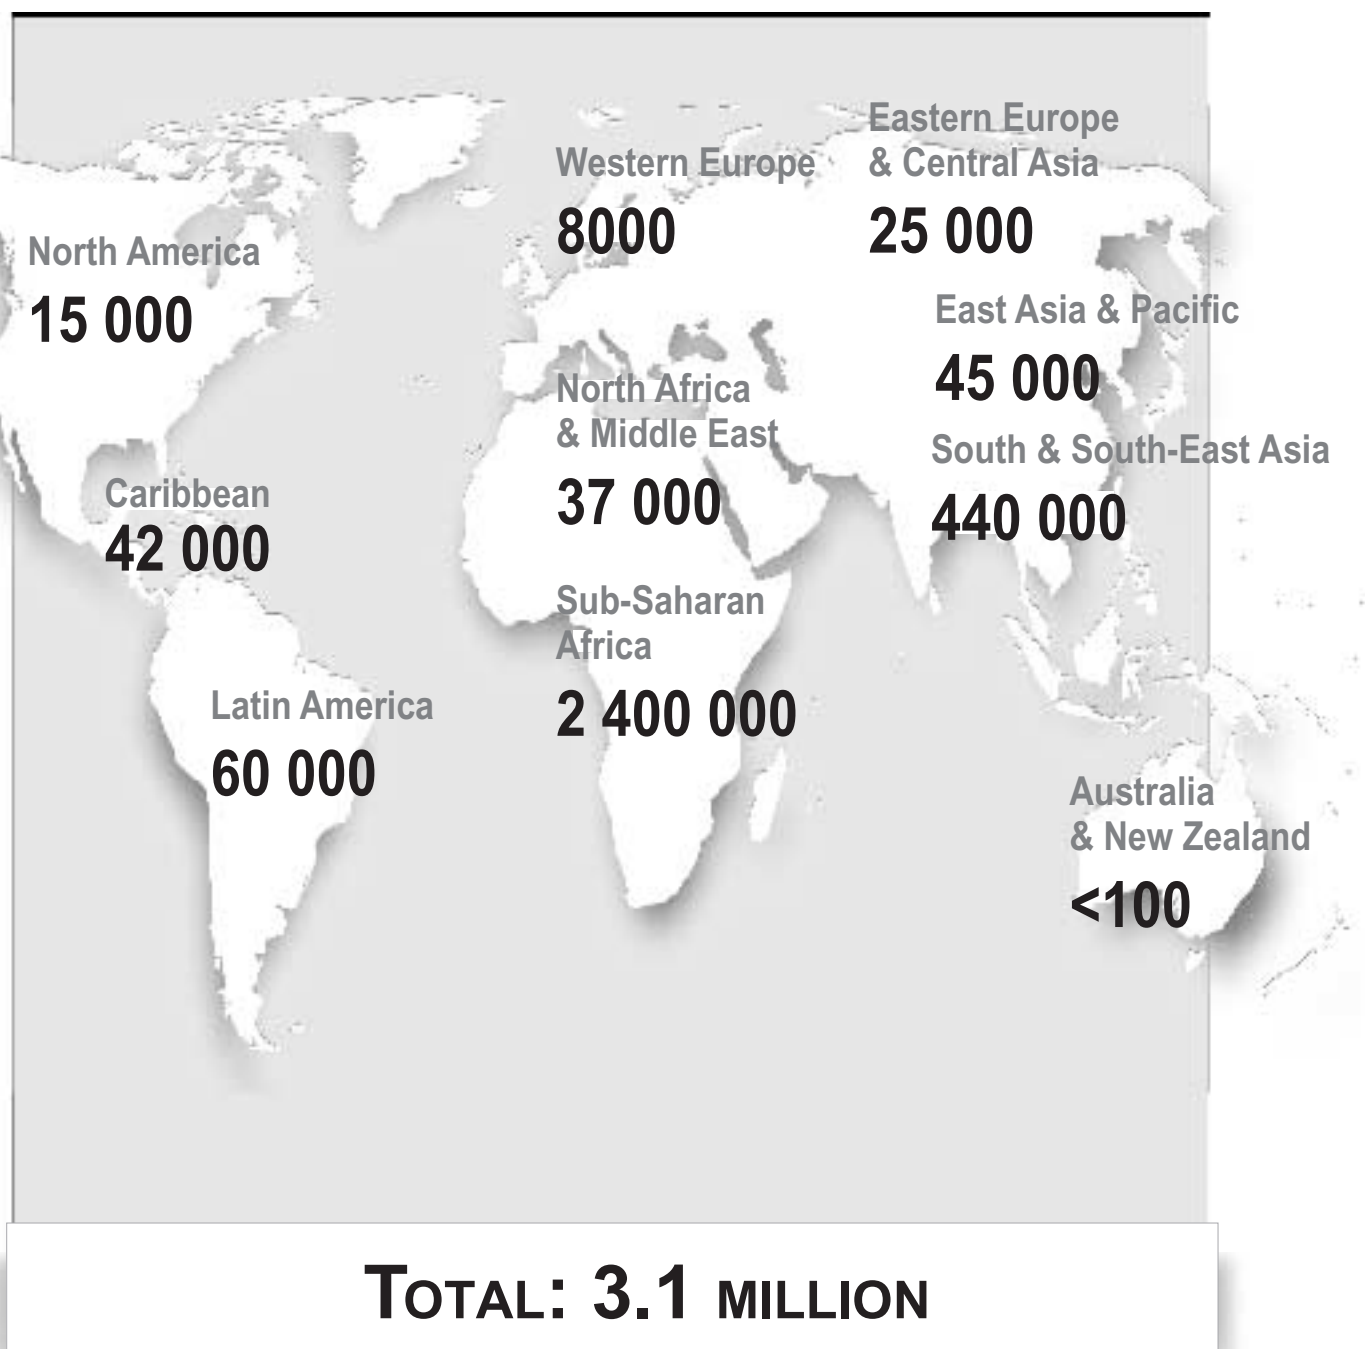 Eastern Europe
& Central Asia
25 000
Western Europe
8000
North America
15 000
East Asia & Pacific
45 000
North Africa
& Middle East
37 000
South & South-East Asia
440 000
Caribbean
42 000
Sub-Saharan
Africa
2 400 000
Latin America
60 000
Australia
& New Zealand
<100
TOTAL: 3.1 MILLION